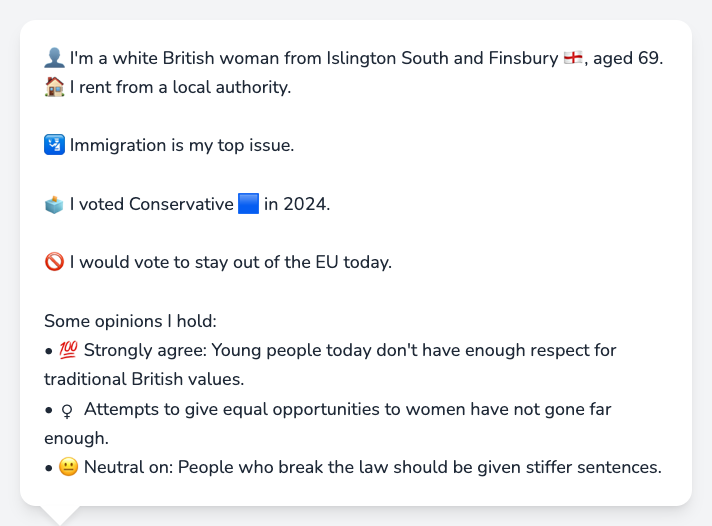 👤 I'm a white British woman from Islington South and Finsbury 🏴󠁧󠁢󠁥󠁮󠁧󠁿, aged 69.
🏠 I rent from a local authority.
🛂 Immigration is my top issue.
🗳️ I voted Conservative 🟦 in 2024.
🚫 I would vote to stay out of the EU today.
Some opinions I hold:
• 💯 Strongly agree: Young people today don't have enough respect for
traditional British values.
• ♀ Attempts to give equal opportunities to women have not gone far
enough.
• 😐 Neutral on: People who break the law should be given stiffer sentences.